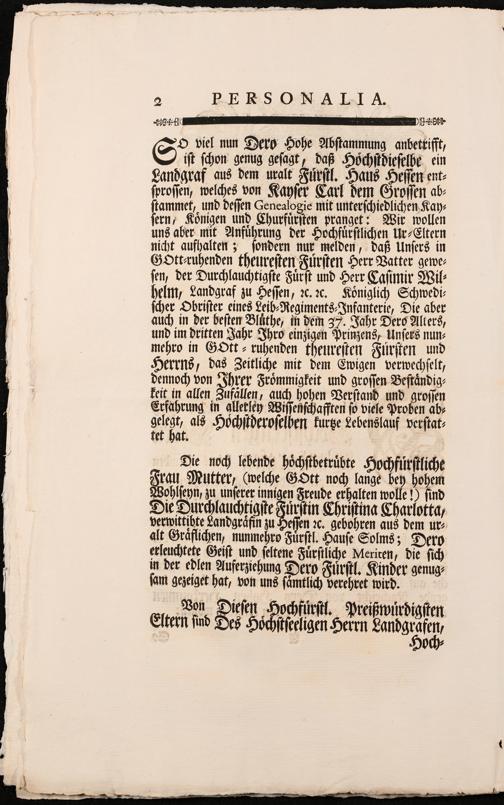 2 PERSONALIA.
SO viel nun Dero Hohe Abstammung anbetrifft,
ist schon genug gesagt, daß Höchstdieselbe ein
Landgraf aus dem uralt Fürstl. Haus Hessen ent-
sprossen, welches von Kayser Carl dem Grossen ab-
stammet, und dessen Genealogie mit unterschiedlichen Kay-
sern, Königen und Churfürsten pranget: Wir wollen
uns aber mit Anführung der Hochfürstlichen Ur-Eltern
nicht aufhalten; sondern nur melden, daß Unsers in
GOtt-ruhenden theuresten Fürsten Herr Vatter gewe-
sen, der Durchlauchtigste Fürst und Herr Casimir Wil-
helm, Landgraf zu Hessen, ꝛc. ꝛc. Königlich Schwedi-
scher Obrister eines Leib-Regiments-Infanterie, Die aber
auch in der besten Blüthe, in dem 37. Jahr Dero Alters,
und im dritten Jahr Ihro einzigen Prinzens, Unsers nun-
mehro in GOtt-ruhenden theuresten Fürsten und
Herrns, das Zeitliche mit dem Ewigen verwechselt,
dennoch von Ihrer Frömmigkeit und grossen Beständig-
keit in allen Zufällen, auch hohen Verstand und grossen
Erfahrung in allerley Wissenschafften so viele Proben ab-
gelegt, als Höchstderoselben kurtze Lebenslauf verstat-
tet hat.
Die noch lebende höchstbetrübte Hochfürstliche
Frau Mutter, (welche GOtt noch lange bey hohem
Wohlseyn, zu unserer innigen Freude erhalten wolle!) sind
Die Durchlauchtigste Fürstin Christina Charlotta,
verwittibte Landgräfin zu Hessen ꝛc. gebohren aus dem ur-
alt Gräflichen, nunmehro Fürstl. Hause Solms; Dero
erleuchtete Geist und seltene Fürstliche Meriten, die sich
in der edlen Auferziehung Dero Fürstl. Kinder genug-
sam gezeiget hat, von uns sämtlich verehret wird.
Von Diesen Hochfürstl. Preißwürdigsten
Eltern sind Des Höchstseeligen Herrn Landgrafen,
Hoch-